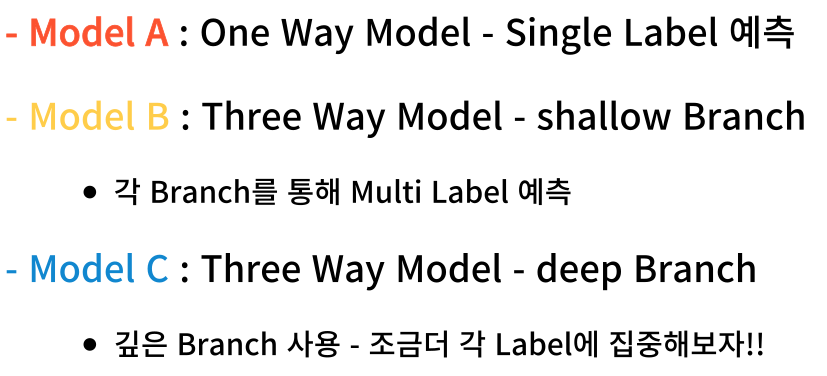 - Model A : One Way Model - Single Label 예측
- Model B : Three Way Model - shallow Branch
• 각 Branch를 통해 Multi Label 예측
- Model C : Three Way Model - deep Branch
• 깊은 Branch 사용 - 조금더 각 Label에 집중해보자!!